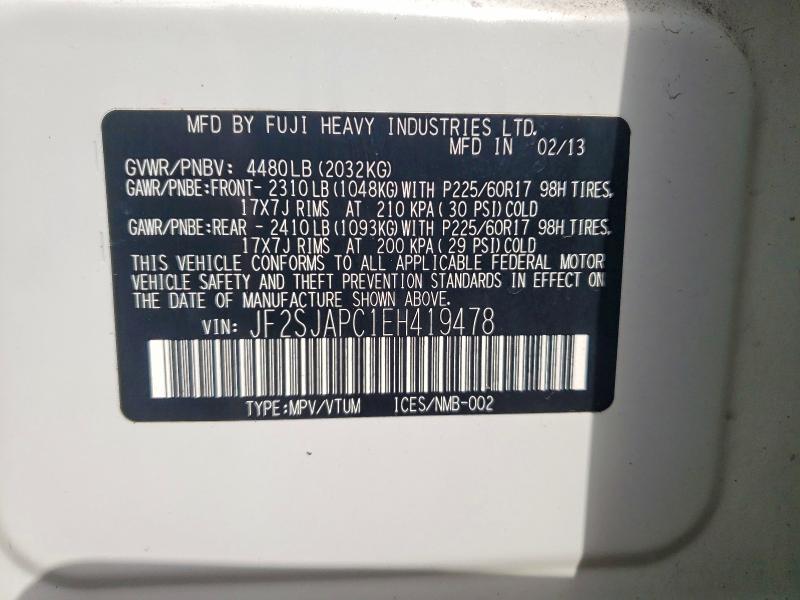 MFD BY FUJI HEAVY INDUSTRIES LTD.
MFD IN 02/13
GVWR/PNBV: 4480LB(2032KG)
GAWR/PNBE:FRONT- 2310LB(1048KG)WITH P225/60R17 98H TIRES,
17X7J RIMS AT 210 KPA(30 PSI)COLD
GAWR/PNBE:REAR - 2410LB(1093KG)WITH P225/60R17 98H TIRES,
17X7J RIMS AT 200 KPA(29 PSI)COLD
THIS VEHICLE CONFORMS TO ALL APPLICABLE FEDERAL MOTOR
VEHICLE SAFETY AND THEFT PREVENTION STANDARDS IN EFFECT ON
THE DATE OF MANUFACTURE SHOWN ABOVE.
VIN: JF2SJAPC1EH419478
TYPE:MPV/VTUM ICES/NMB-002